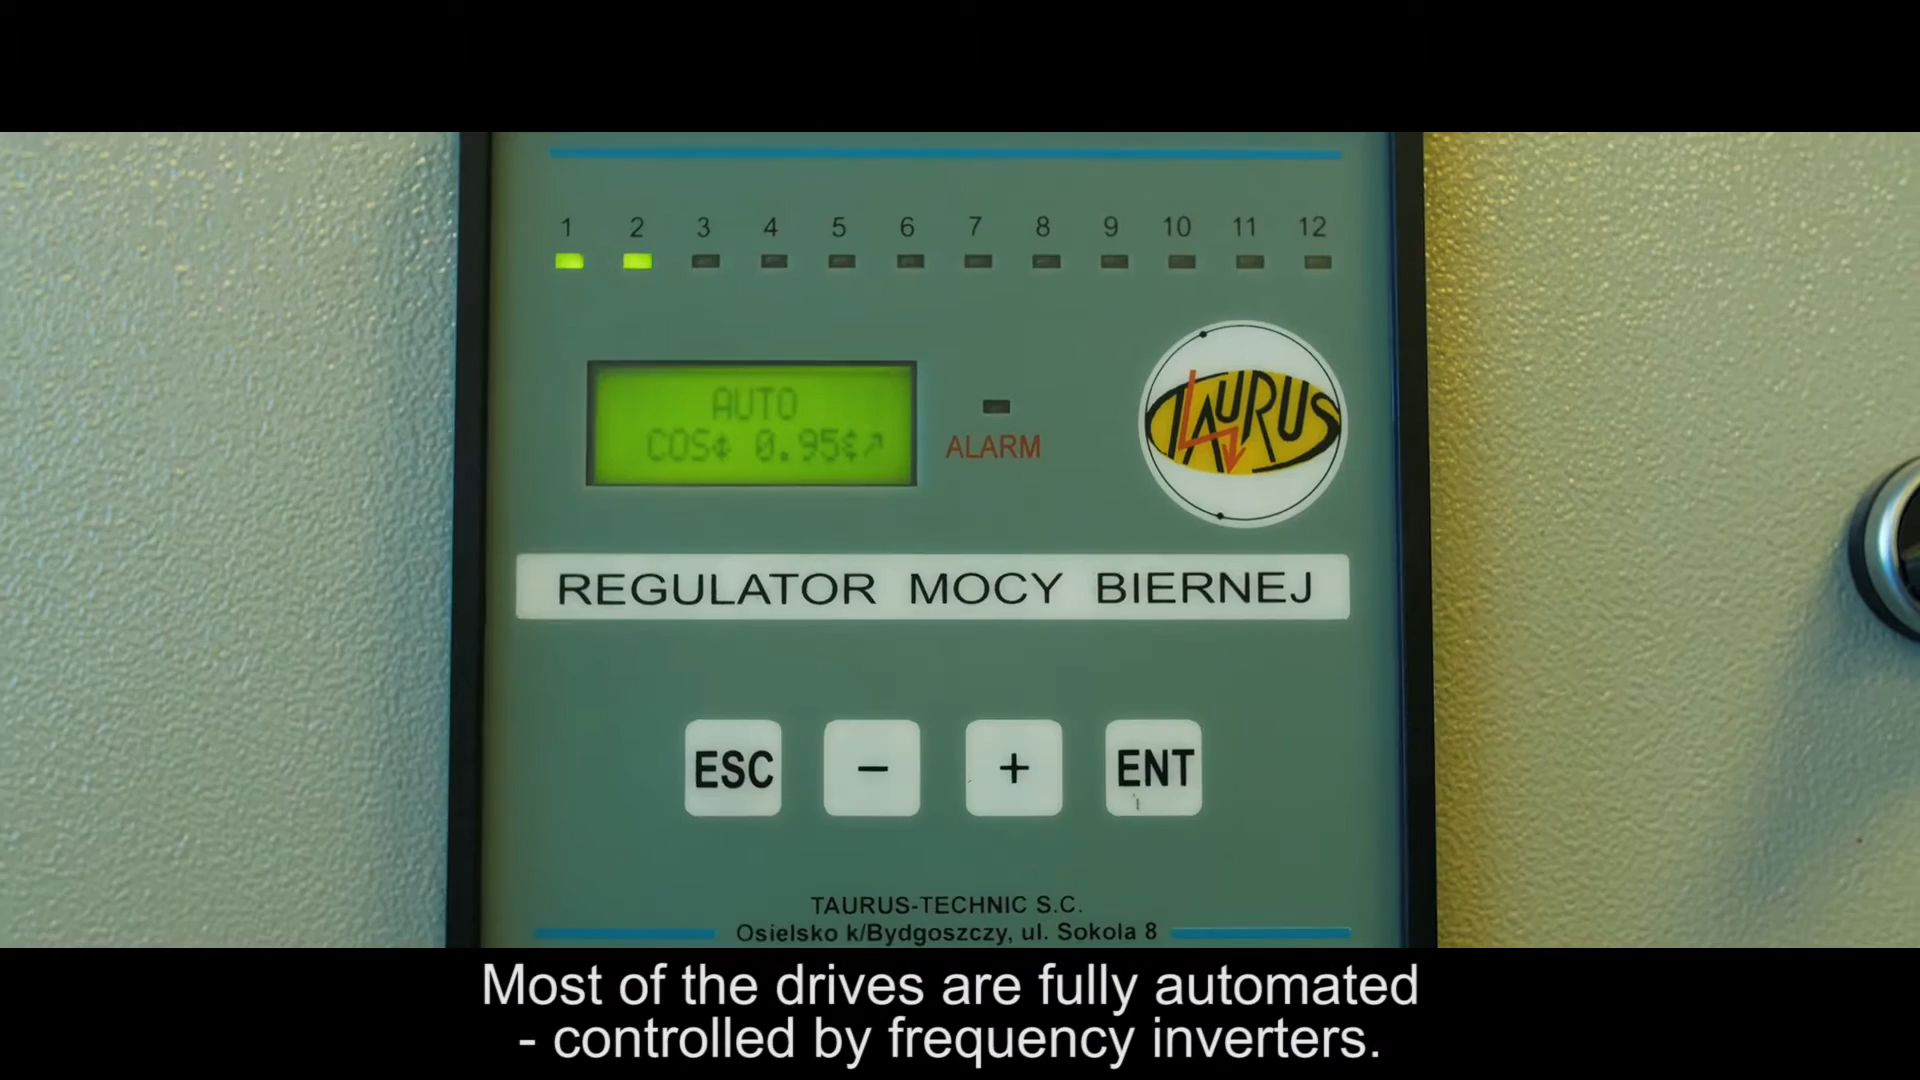 1 2 3 4 5 6 7 8 9 10 11 12
AUTO
COSφ 0.95
ALARM
TAURUS
REGULATOR MOCY BIERNEJ
ESC - + ENT
TAURUS-TECHNIC S.C.
Osielsko k/Bydgoszczy, ul. Sokola 8
Most of the drives are fully automated
- controlled by frequency inverters.